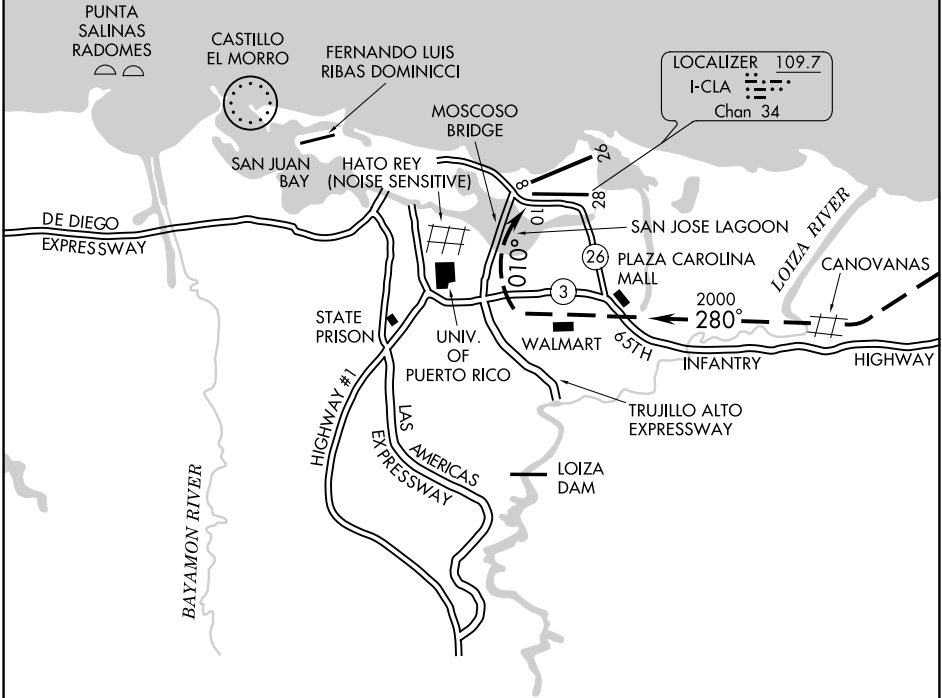 PUNTA
SALINAS
RADOMES
CASTILLO
EL MORRO
FERNANDO LUIS
RIBAS DOMINICCI
LOCALIZER 109.7
I-CLA
Chan 34
MOSCOSO
BRIDGE
SAN JUAN
BAY
HATO REY
(NOISE SENSITIVE)
8
26
10
28
DE DIEGO
EXPRESSWAY
SAN JOSE LAGOON
LOIZA RIVER
010°
26
PLAZA CAROLINA
MALL
CANOVANAS
3
2000
280°
STATE
PRISON
UNIV.
OF
PUERTO RICO
WALMART
65TH
INFANTRY
HIGHWAY
TRUJILLO ALTO
EXPRESSWAY
HIGHWAY #1
LAS AMERICAS
EXPRESSWAY
LOIZA
DAM
BAYAMON RIVER